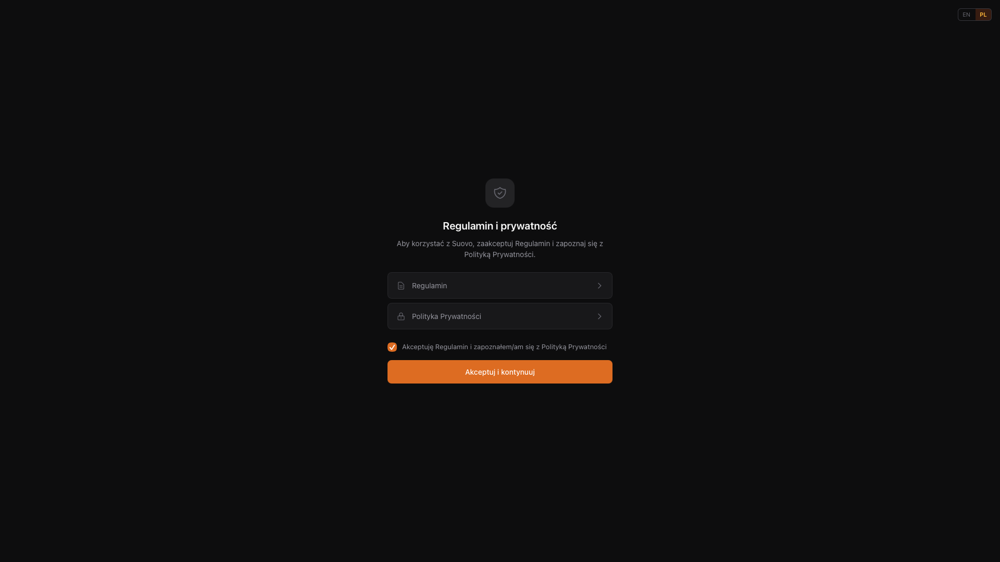 EN PL
Regulamin i prywatność
Aby korzystać z Suovo, zaakceptuj Regulamin i zapoznaj się z
Polityką Prywatności.
Regulamin
Polityka Prywatności
Akceptuję Regulamin i zapoznałem/am się z Polityką Prywatności
Akceptuj i kontynuuj